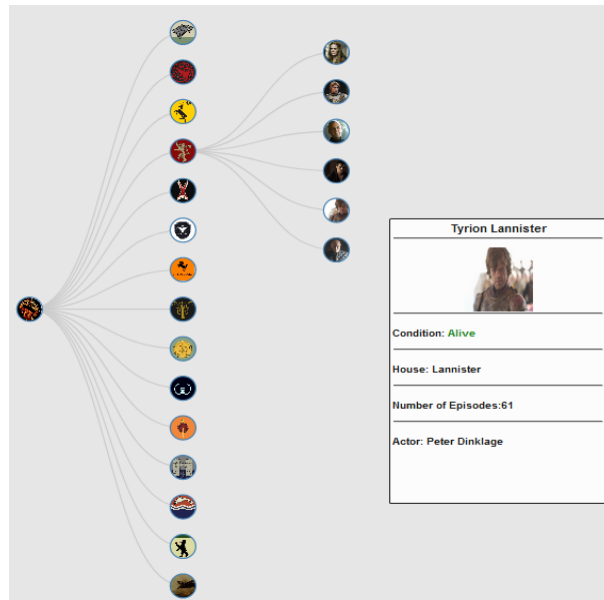 Tyrion Lannister
Condition: Alive
House: Lannister
Number of Episodes:61
Actor: Peter Dinklage